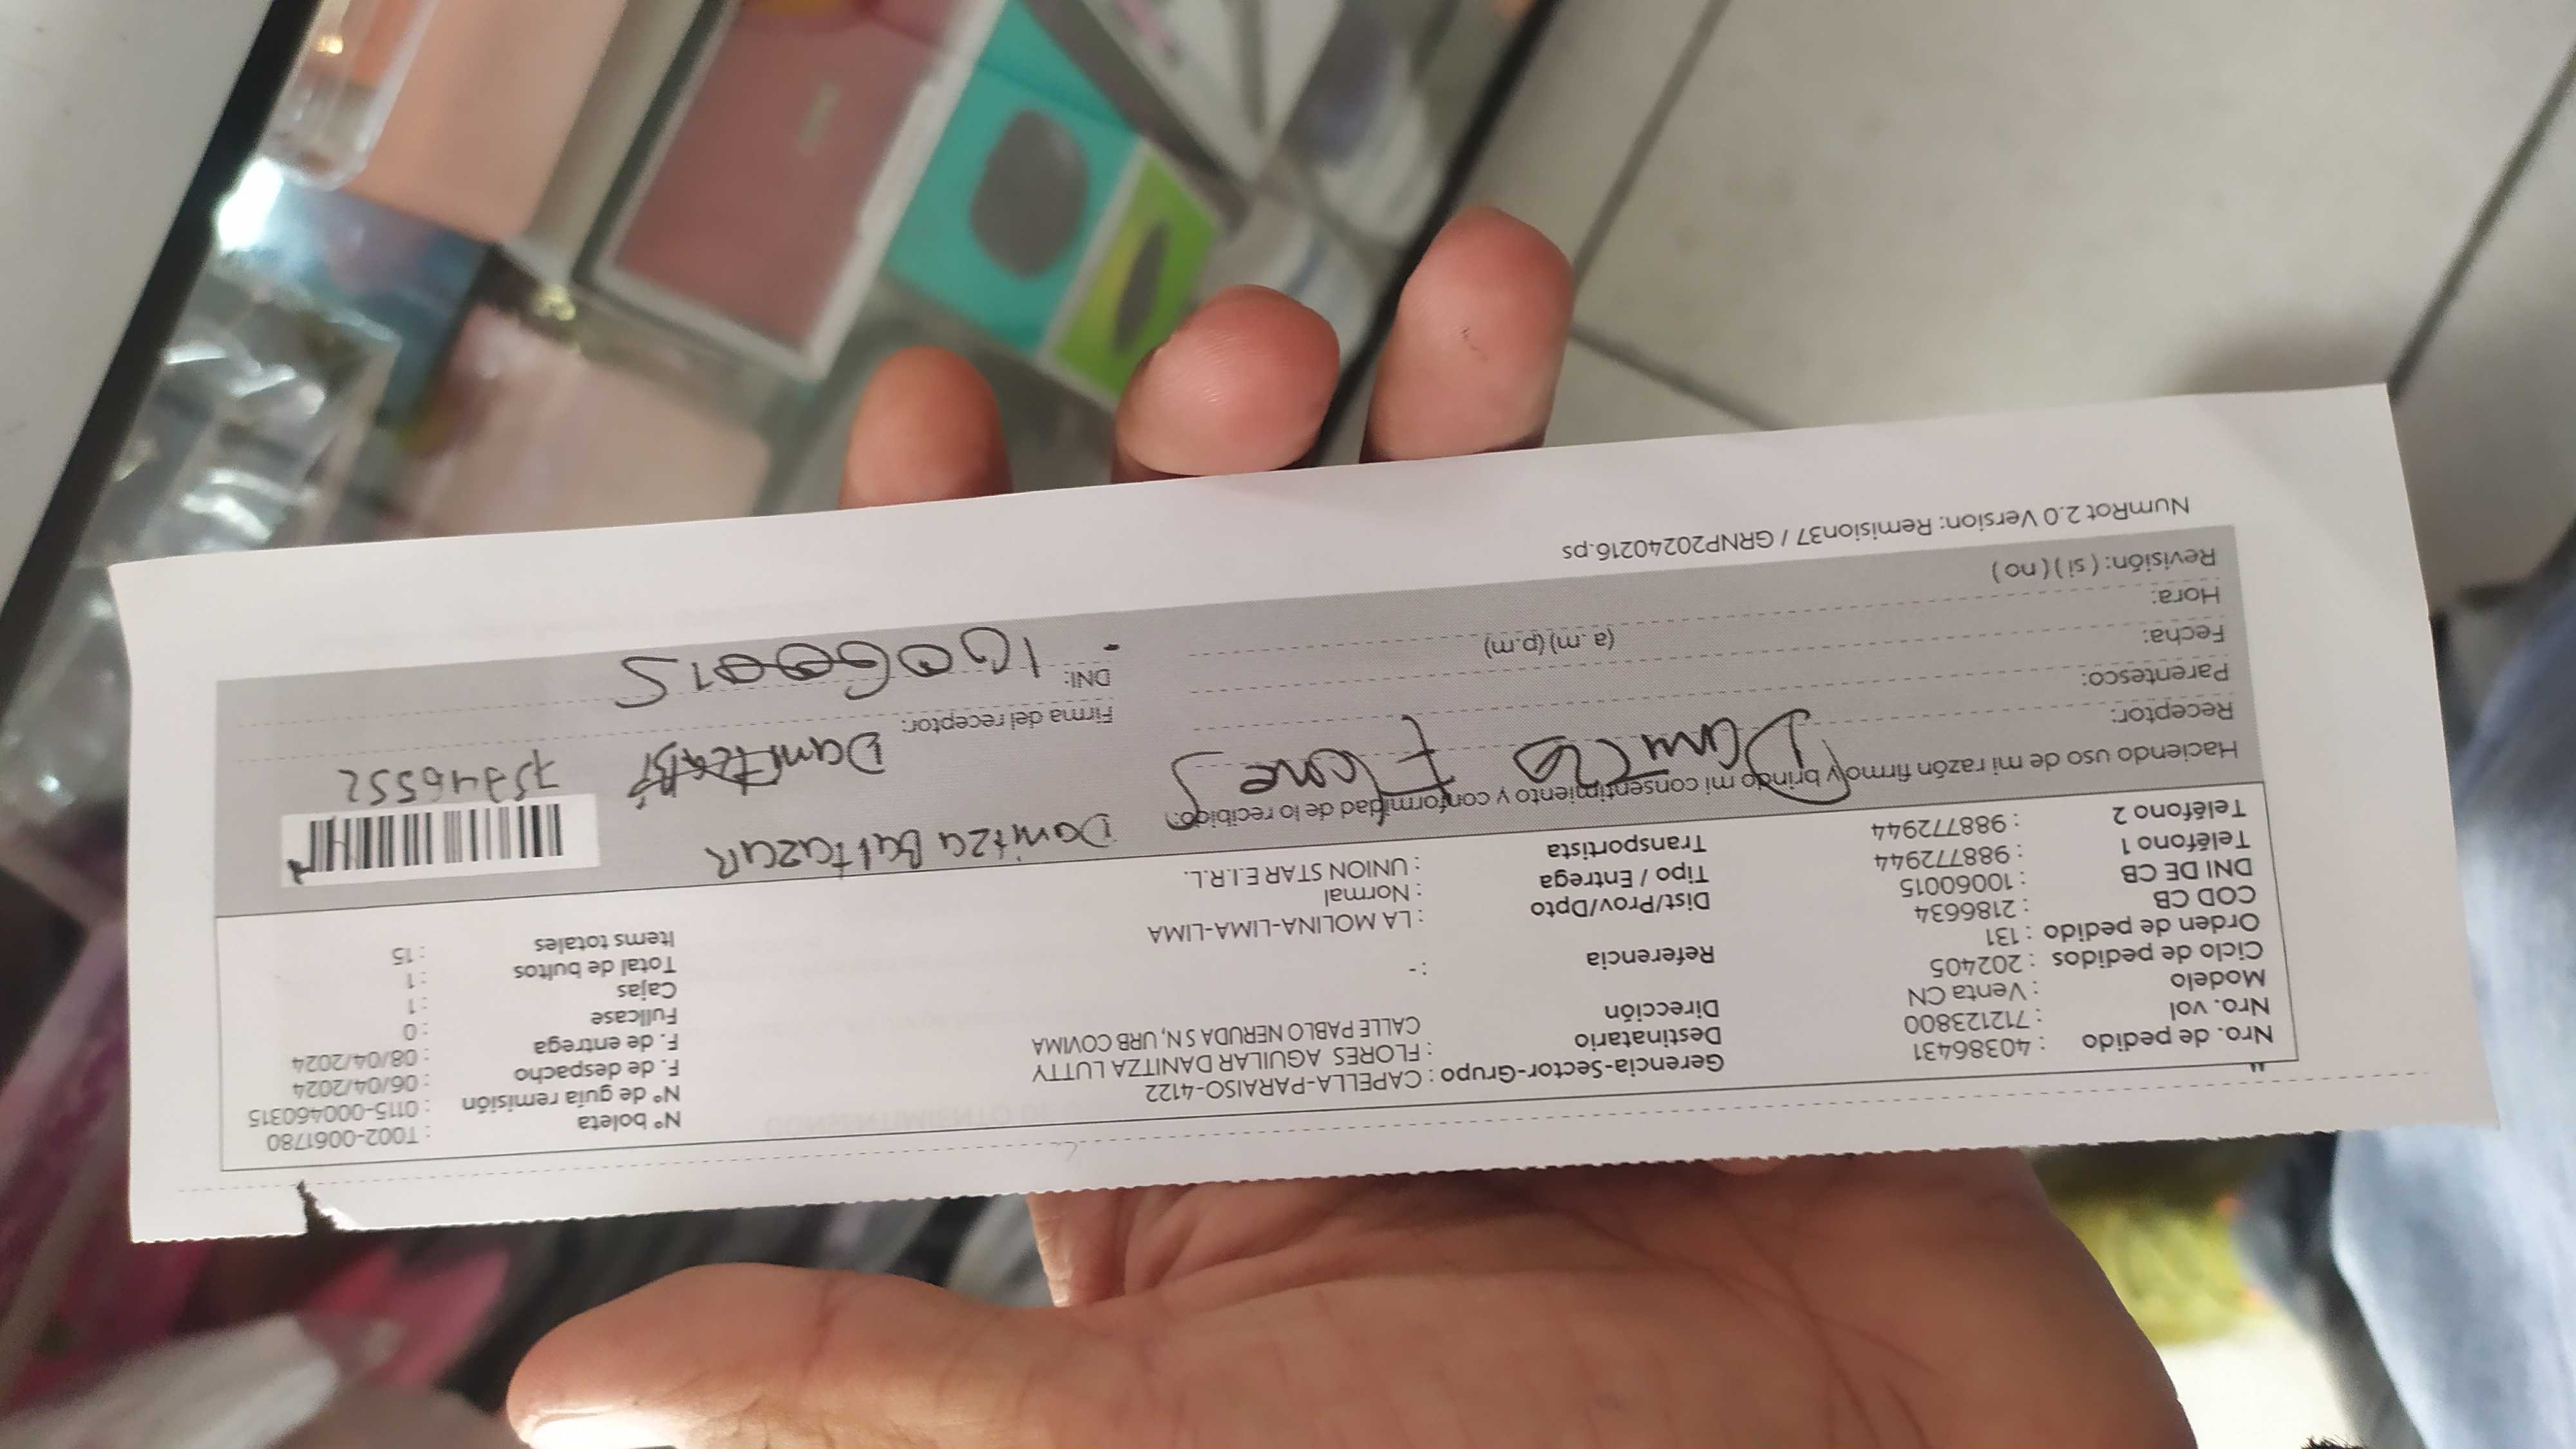 Nro. de pedido : 40386431
Nro. vol : 712123800
Modelo : Venta CN
Ciclo de pedidos : 202405
Orden de pedido : 131
COD CB : 2186634
DNI DE CB : 10060015
Teléfono 1 : 988772944
Teléfono 2 : 988772944
Gerencia-Sector-Grupo : CAPELLA-PARAISO-4122
Destinatario : FLORES AGUILAR DANITZA LUTTY
Dirección CALLE PABLO NERUDA S N, URB COVIMA
Referencia : -
Dist/Prov/Dpto : LA MOLINA-LIMA-LIMA
Tipo / Entrega : Normal
Transportista : UNION STAR E.I.R.L.
N° boleta : T002-0061780
N° de guía remisión : 0115-000460315
F. de despacho : 06/04/2024
F. de entrega : 08/04/2024
Fullcase : 0
Cajas : 1
Total de bultos : 1
Items totales : 15
Haciendo uso de mi razón firmo y brindo mi consentimiento y conformidad de lo recibido:
Danitza Baltazar
Receptor: Flores
Parentesco:
Fecha:
Hora: (a. m) (p.m)
Revisión: ( si ) ( no )
75346552
Firma del receptor:
DNI: 10060015
NumRot 2.0 Version: Remision37 / GRNP20240216.ps